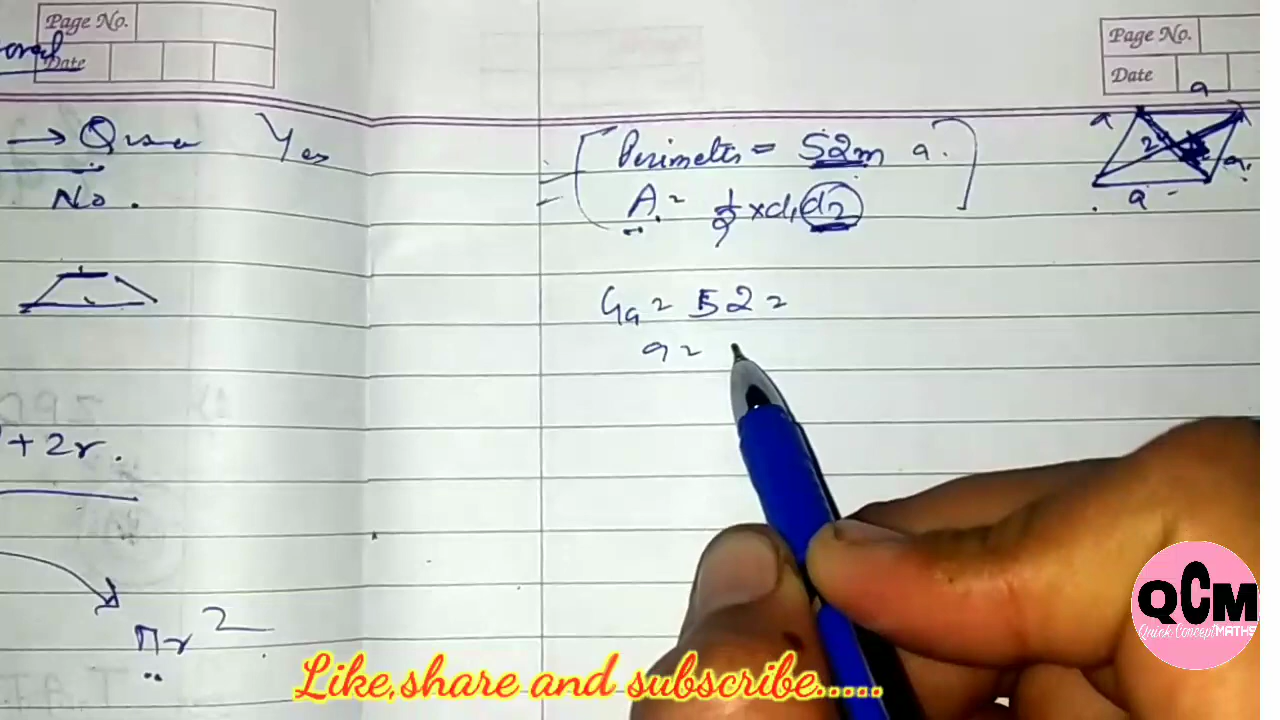 Page No.
Date
→ Yes
No.
+ 2r.
πr²
Page No.
Date
Perimeter = 52m a.
A = 1/2 × d₁ d₂
4a = 52 =
a =
a
a
a
2
QCM
Quick Concept MATHS
Like,share and subscribe.....